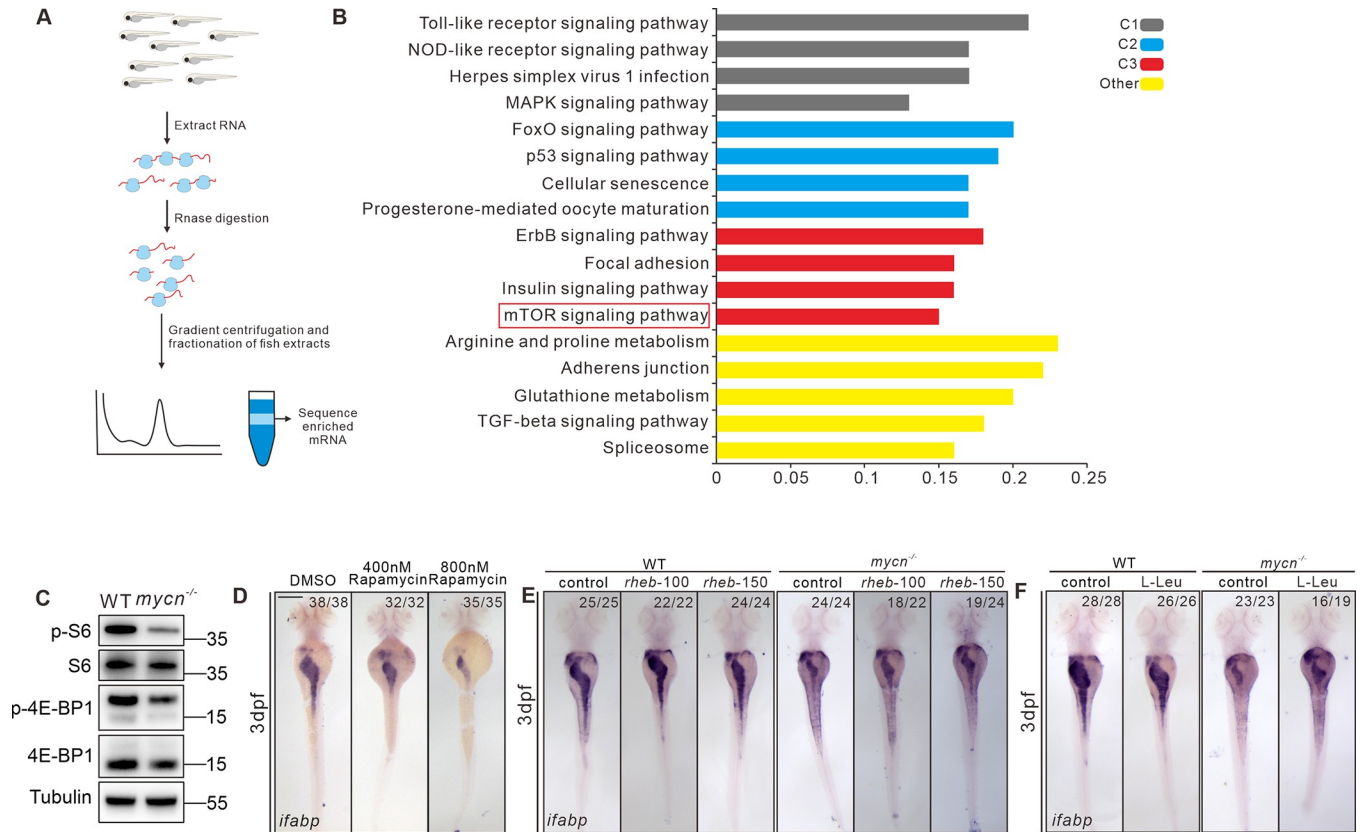 A
Extract RNA
Rnase digestion
Gradient centrifugation and
fractionation of fish extracts
Sequence
enriched
mRNA
B
Toll-like receptor signaling pathway
NOD-like receptor signaling pathway
Herpes simplex virus 1 infection
MAPK signaling pathway
FoxO signaling pathway
p53 signaling pathway
Cellular senescence
Progesterone-mediated oocyte maturation
ErbB signaling pathway
Focal adhesion
Insulin signaling pathway
mTOR signaling pathway
Arginine and proline metabolism
Adherens junction
Glutathione metabolism
TGF-beta signaling pathway
Spliceosome
0 0.05 0.1 0.15 0.2 0.25
C1
C2
C3
Other
C
WT mycn-/-
p-S6 35
S6 35
p-4E-BP1 15
4E-BP1 15
Tubulin 55
D
DMSO 400nM Rapamycin 800nM Rapamycin
38/38 32/32 35/35
3dpf
ifabp
E
WT mycn-/-
control rheb-100 rheb-150 control rheb-100 rheb-150
25/25 22/22 24/24 24/24 18/22 19/24
3dpf
ifabp
F
WT mycn-/-
control L-Leu control L-Leu
28/28 26/26 23/23 16/19
3dpf
ifabp